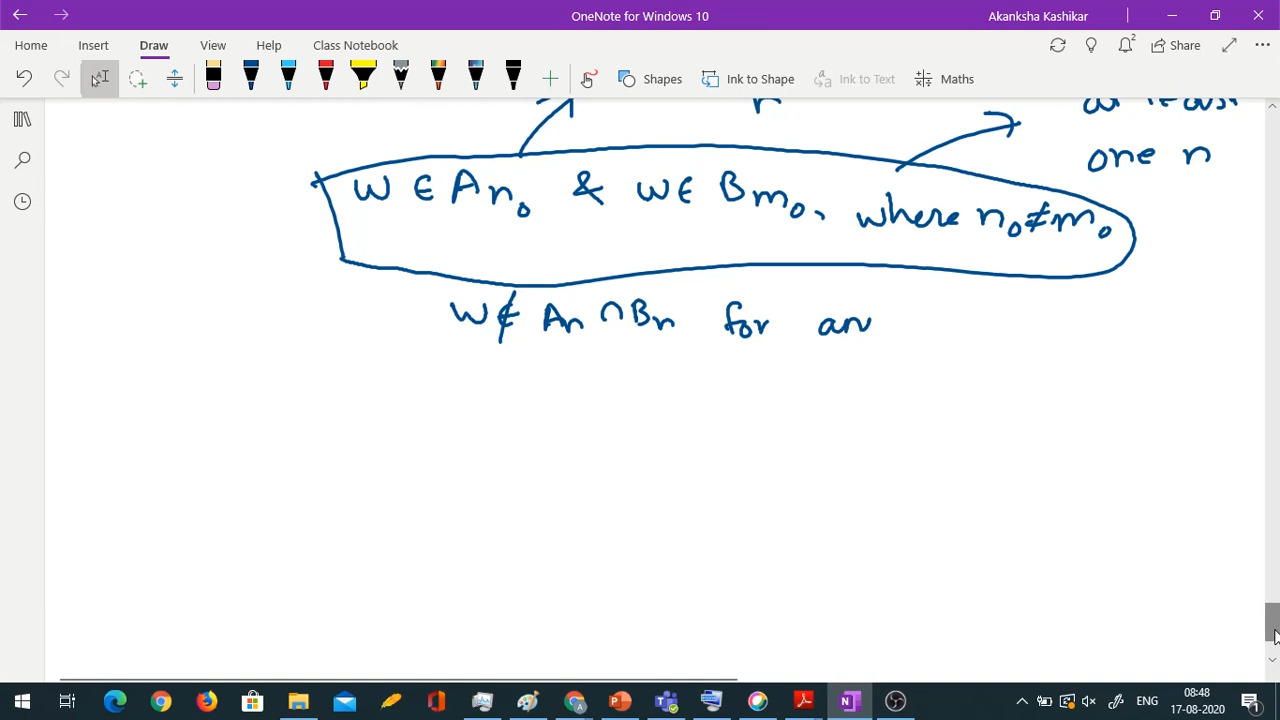 OneNote for Windows 10
Akanksha Kashikar
Home Insert Draw View Help Class Notebook
Share
Shapes Ink to Shape Ink to Text Maths
at least
one n
ω ∈ An₀ & ω ∈ Bm₀, where n₀ ≠ m₀
ω ∉ An ∩ Bn for an
ENG
08:48
17-08-2020